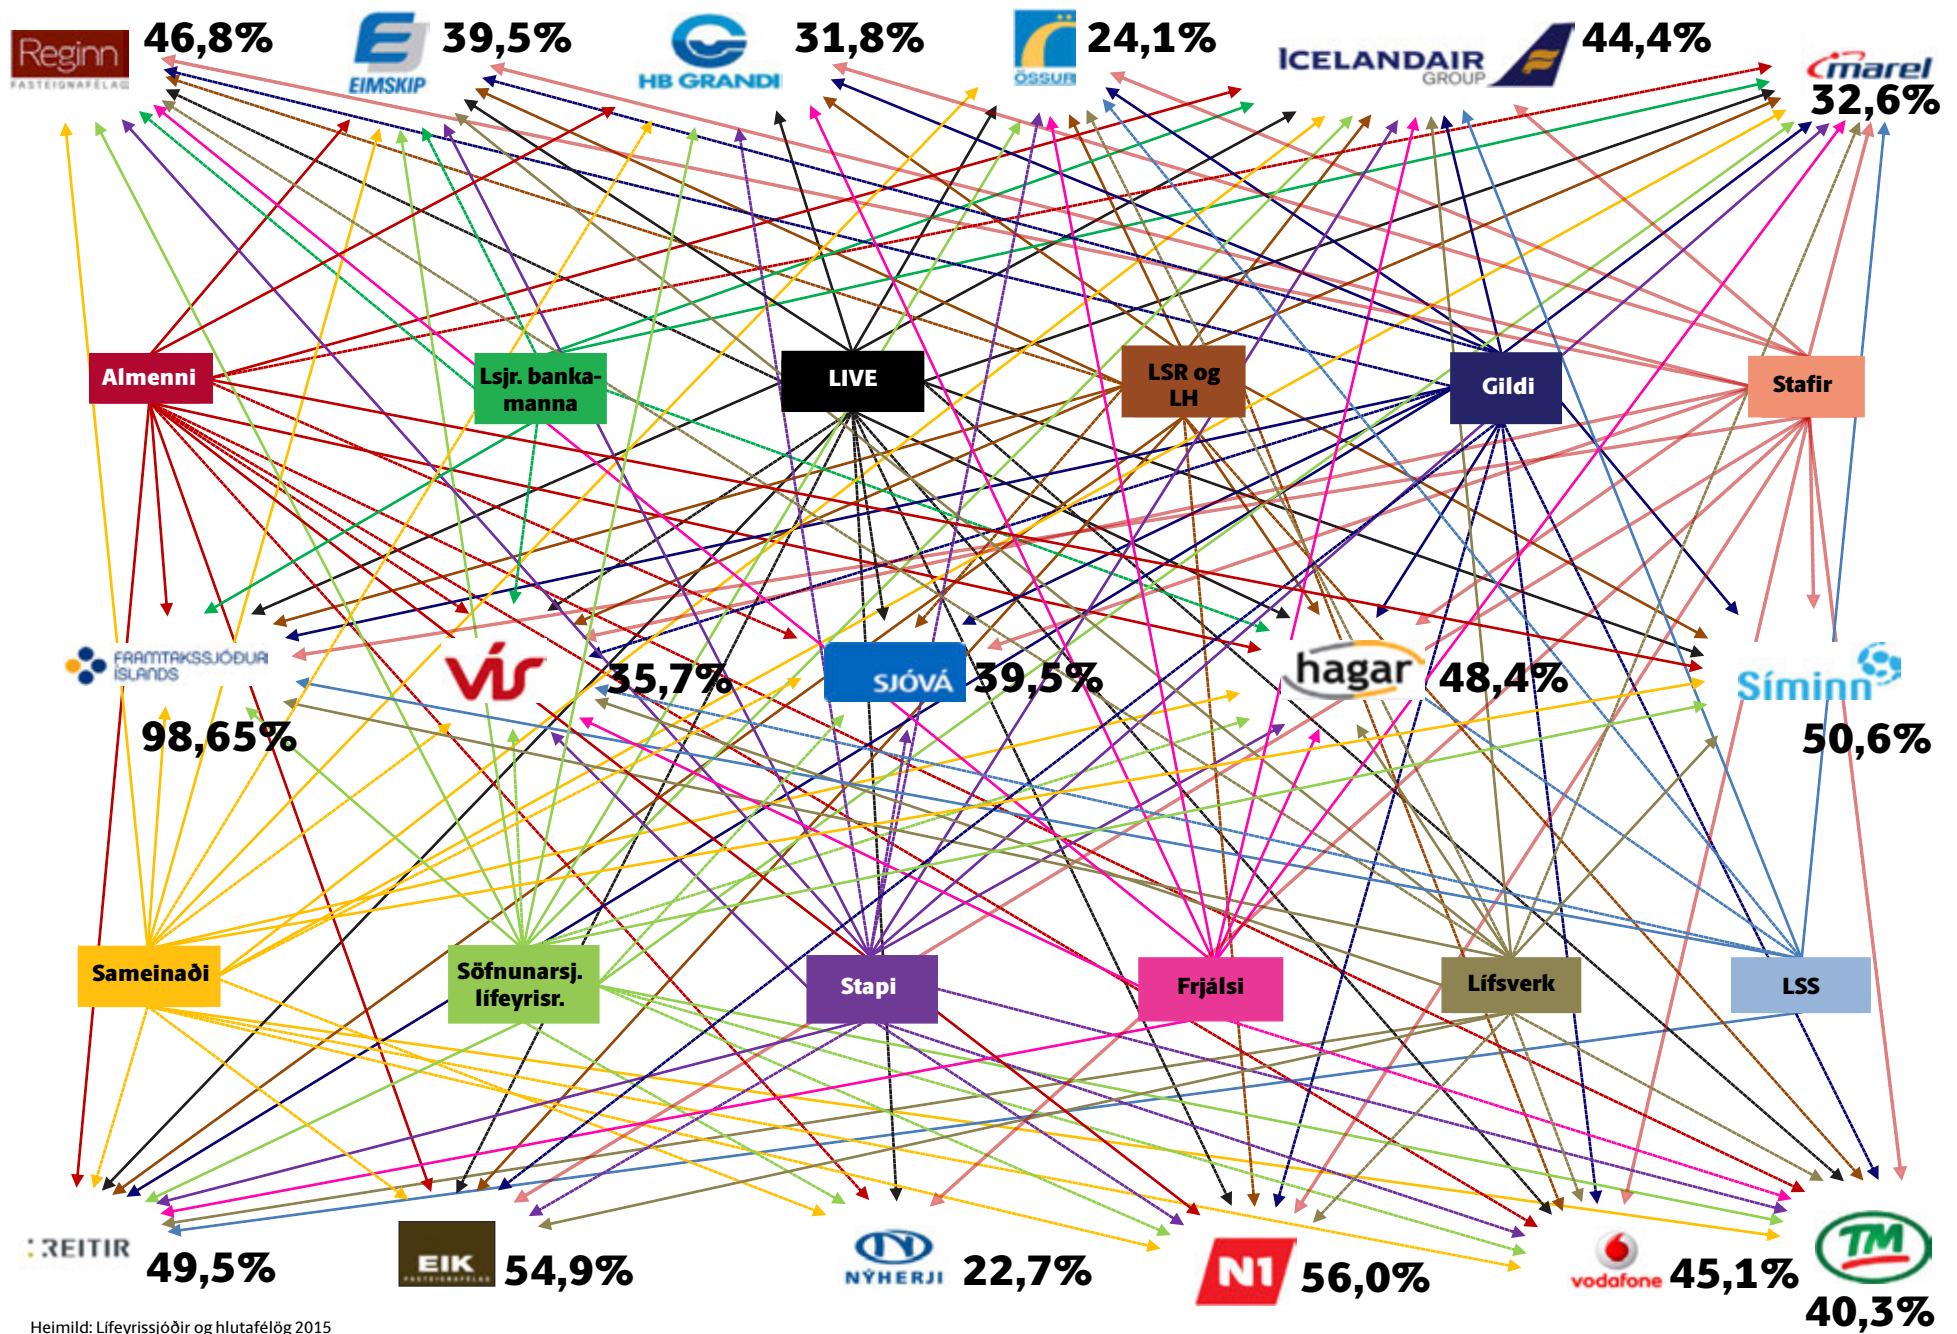 Reginn
FASTEIGNAFÉLAG
46,8%
EIMSKIP
39,5%
HB GRANDI
31,8%
ÖSSUR
24,1%
ICELANDAIR
GROUP
44,4%
marel
32,6%
Almenni
Lsjr. banka-
manna
LIVE
LSR og
LH
Gildi
Stafir
FRAMTAKSSJÓÐUR
ÍSLANDS
98,65%
VÍS
35,7%
SJÓVÁ
39,5%
hagar
48,4%
Síminn
50,6%
Sameinaði
Söfnunarsj.
lífeyrisr.
Stapi
Frjálsi
Lífsverk
LSS
REITIR
49,5%
EIK
FASTEIGNAFÉLAG
54,9%
NÝHERJI
22,7%
N1
56,0%
vodafone
45,1%
TM
40,3%
Heimild: Lífeyrissjóðir og hlutafélög 2015